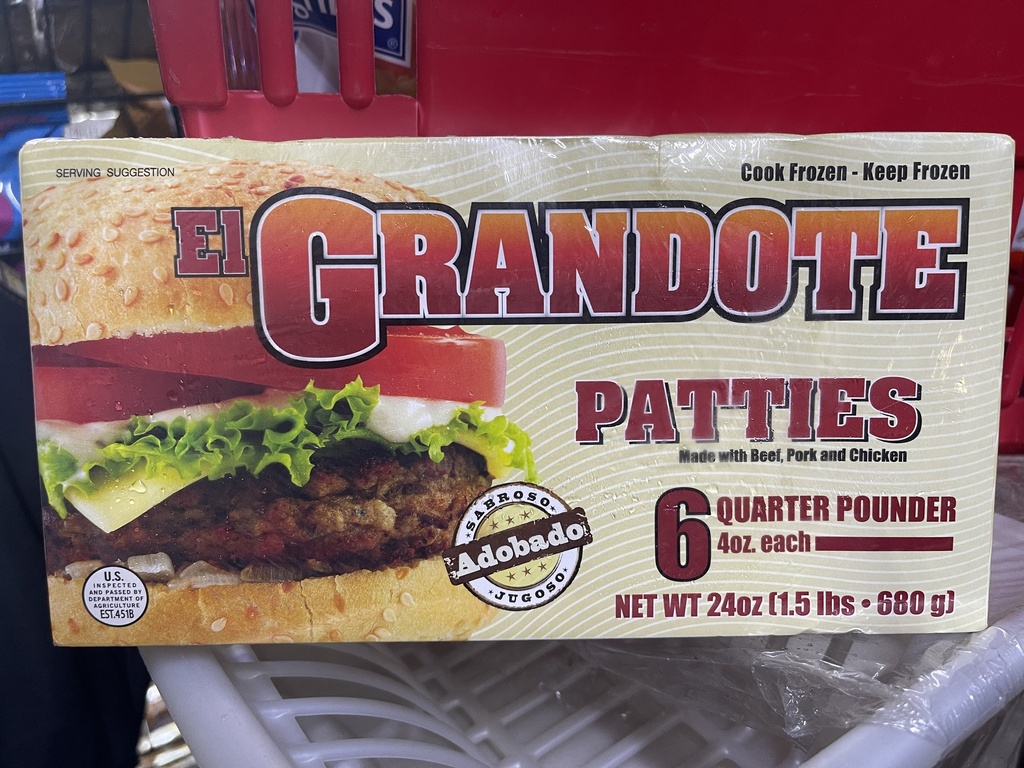 SERVING SUGGESTION
Cook Frozen - Keep Frozen
El GRANDOTE
PATTIES
Made with Beef, Pork and Chicken
6 QUARTER POUNDER
4oz. each
NET WT 24oz (1.5 lbs • 680 g)
SABROSO
Adobado
JUGOSO
U.S.
INSPECTED
AND PASSED BY
DEPARTMENT OF
AGRICULTURE
EST.451B